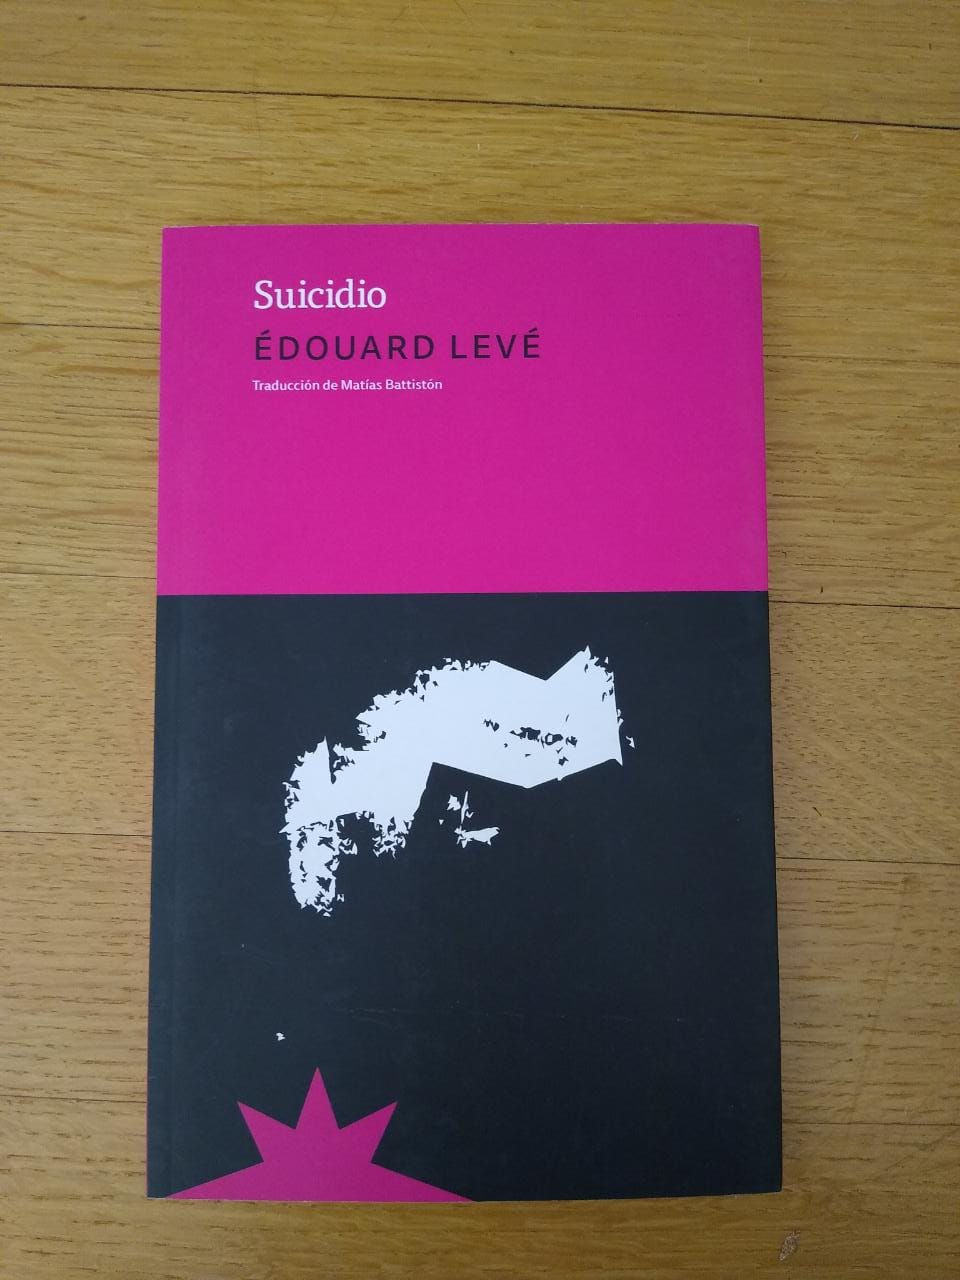 Suicidio
ÉDOUARD LEVÉ
Traducción de Matías Battistón